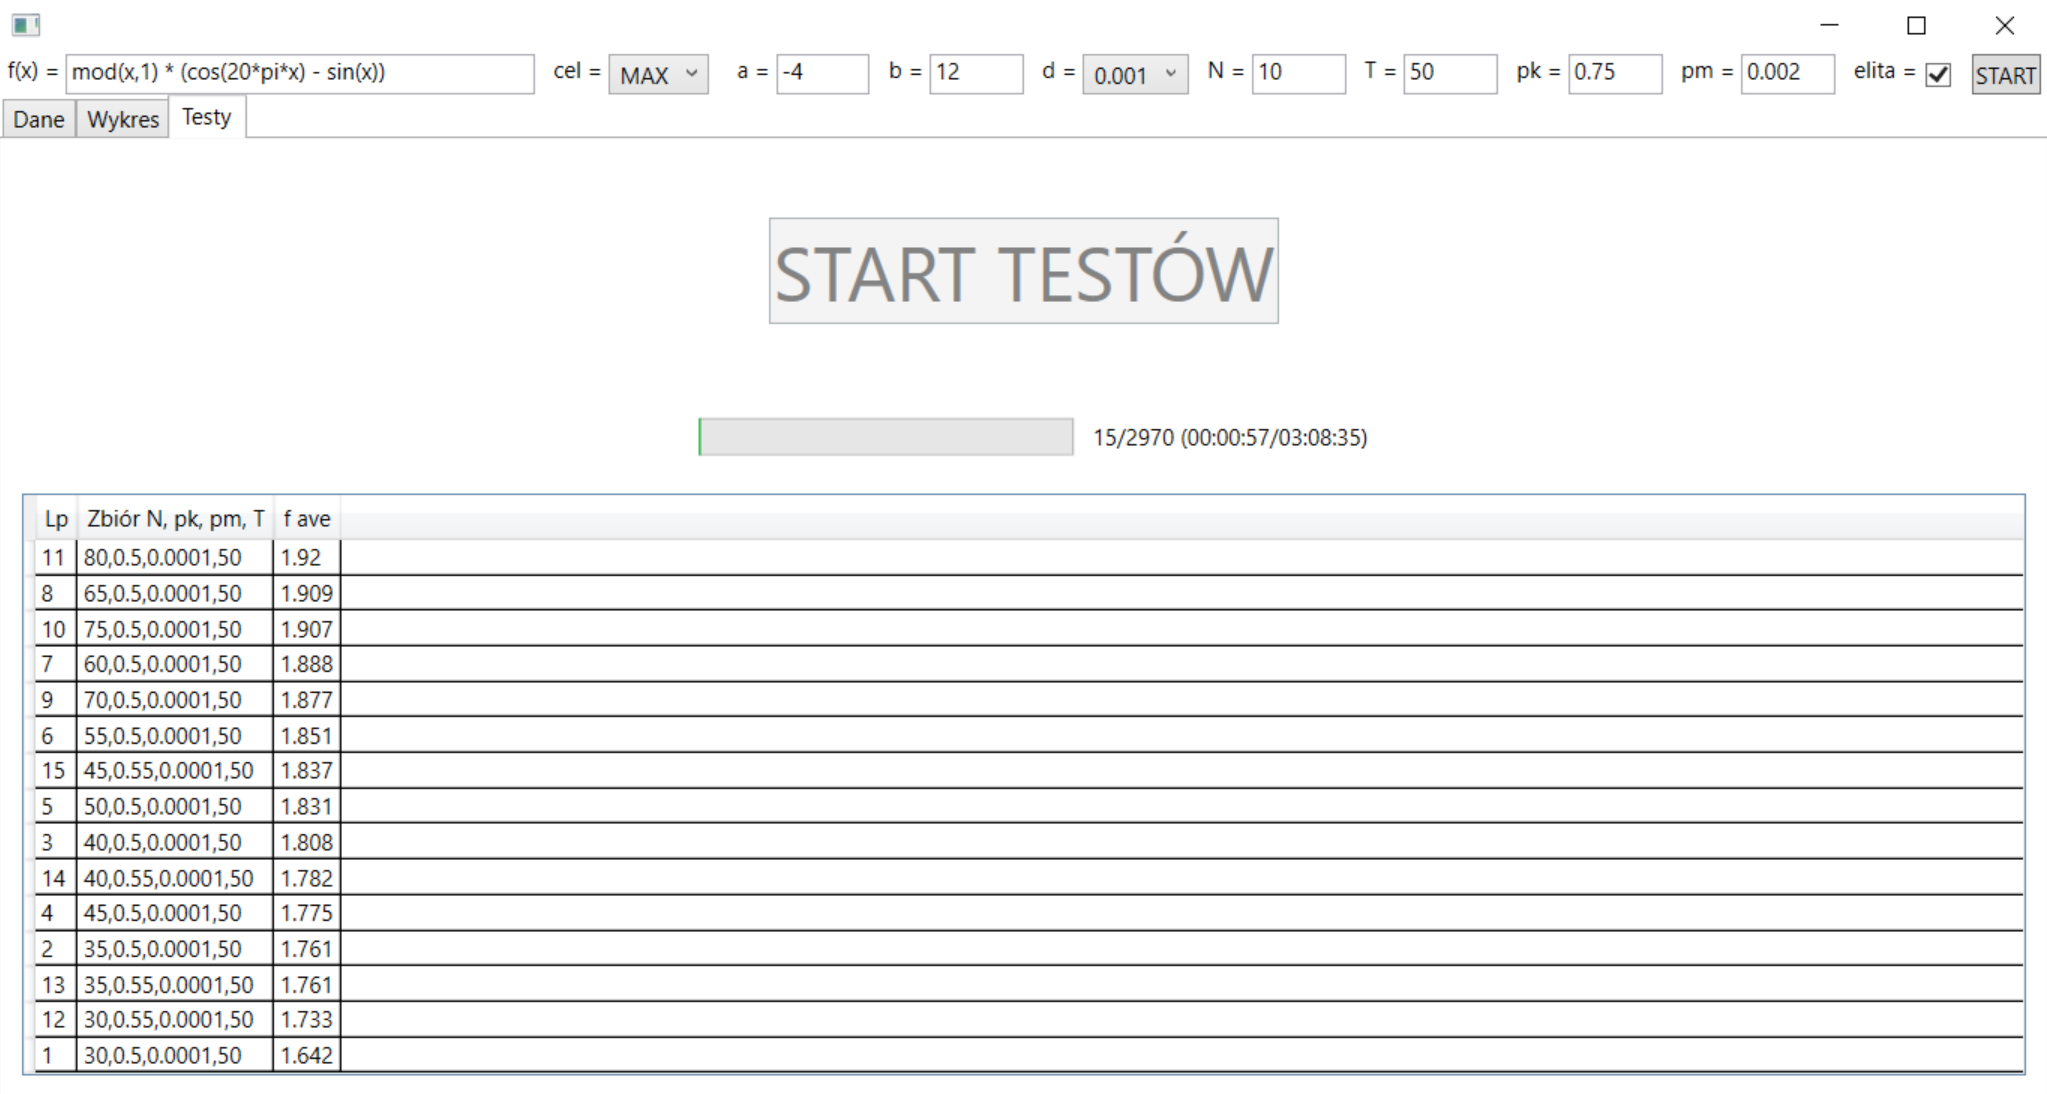 f(x) = mod(x,1) * (cos(20*pi*x) - sin(x)) cel = MAX a = -4 b = 12 d = 0.001 N = 10 T = 50 pk = 0.75 pm = 0.002 elita = START
Dane Wykres Testy
START TESTÓW
15/2970 (00:00:57/03:08:35)
Lp Zbiór N, pk, pm, T f ave
11 80,0.5,0.0001,50 1.92
8 65,0.5,0.0001,50 1.909
10 75,0.5,0.0001,50 1.907
7 60,0.5,0.0001,50 1.888
9 70,0.5,0.0001,50 1.877
6 55,0.5,0.0001,50 1.851
15 45,0.55,0.0001,50 1.837
5 50,0.5,0.0001,50 1.831
3 40,0.5,0.0001,50 1.808
14 40,0.55,0.0001,50 1.782
4 45,0.5,0.0001,50 1.775
2 35,0.5,0.0001,50 1.761
13 35,0.55,0.0001,50 1.761
12 30,0.55,0.0001,50 1.733
1 30,0.5,0.0001,50 1.642